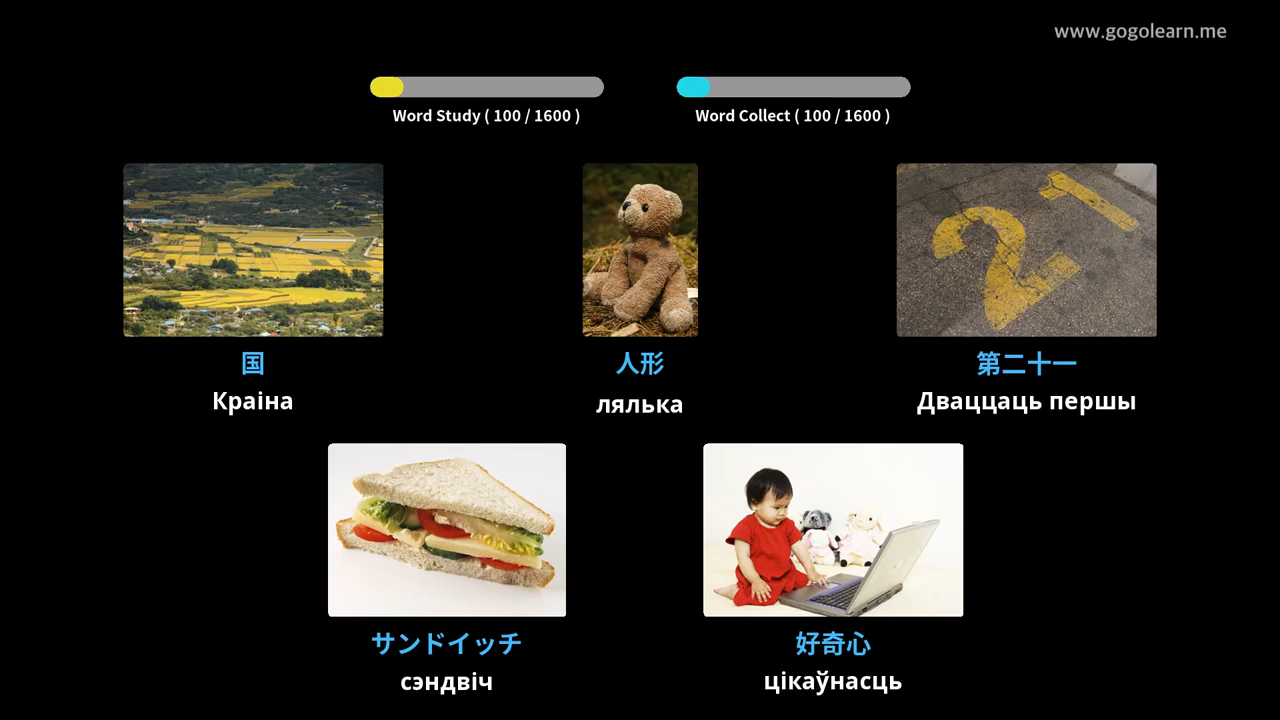 www.gogolearn.me
Word Study ( 100 / 1600 )
Word Collect ( 100 / 1600 )
21
国
Краіна
人形
лялька
第二十一
Дваццаць першы
サンドイッチ
сэндвіч
好奇心
цікаўнасць